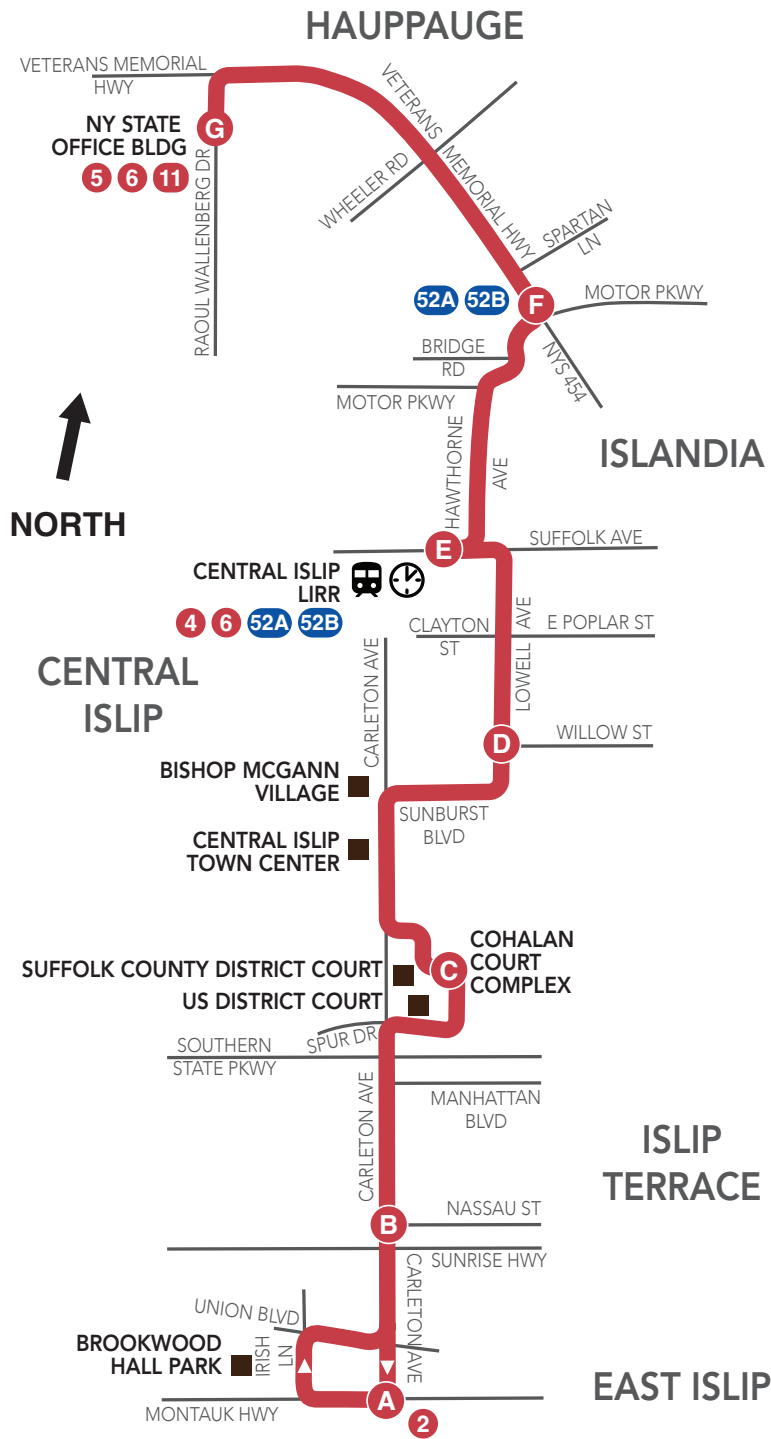 HAUPPAUGE
VETERANS MEMORIAL
HWY
NY STATE
OFFICE BLDG
G
5 6 11
RAOUL WALLENBERG DR
VETERANS MEMORIAL HWY
WHEELER RD
SPARTAN
LN
52A 52B
F
MOTOR PKWY
BRIDGE
RD
NYS 454
MOTOR PKWY
NORTH
HAWTHORNE
AVE
ISLANDIA
E
SUFFOLK AVE
CENTRAL ISLIP
LIRR
4 6 52A 52B
CLAYTON
ST
E POPLAR ST
LOWELL AVE
CENTRAL
ISLIP
CARLETON AVE
D
WILLOW ST
BISHOP MCGANN
VILLAGE
SUNBURST
BLVD
CENTRAL ISLIP
TOWN CENTER
COHALAN
COURT
COMPLEX
C
SUFFOLK COUNTY DISTRICT COURT
US DISTRICT COURT
SPUR DR
SOUTHERN
STATE PKWY
CARLETON AVE
MANHATTAN
BLVD
ISLIP
TERRACE
B
NASSAU ST
SUNRISE HWY
CARLETON AVE
UNION BLVD
BROOKWOOD
HALL PARK
IRISH
LN
A
MONTAUK HWY
2
EAST ISLIP